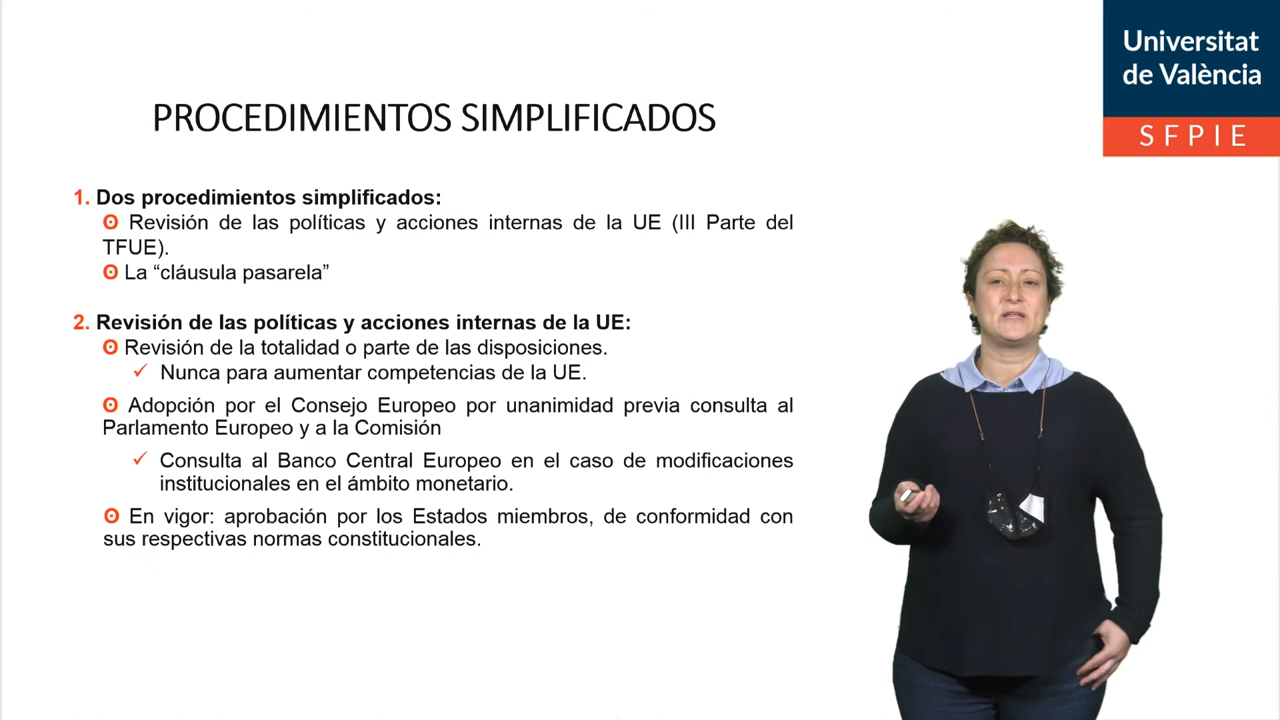 Universitat
de València
SFPIE
PROCEDIMIENTOS SIMPLIFICADOS
1. Dos procedimientos simplificados:
ʘ Revisión de las políticas y acciones internas de la UE (III Parte del
TFUE).
ʘ La “cláusula pasarela”
2. Revisión de las políticas y acciones internas de la UE:
ʘ Revisión de la totalidad o parte de las disposiciones.
✓ Nunca para aumentar competencias de la UE.
ʘ Adopción por el Consejo Europeo por unanimidad previa consulta al
Parlamento Europeo y a la Comisión
✓ Consulta al Banco Central Europeo en el caso de modificaciones
institucionales en el ámbito monetario.
ʘ En vigor: aprobación por los Estados miembros, de conformidad con
sus respectivas normas constitucionales.